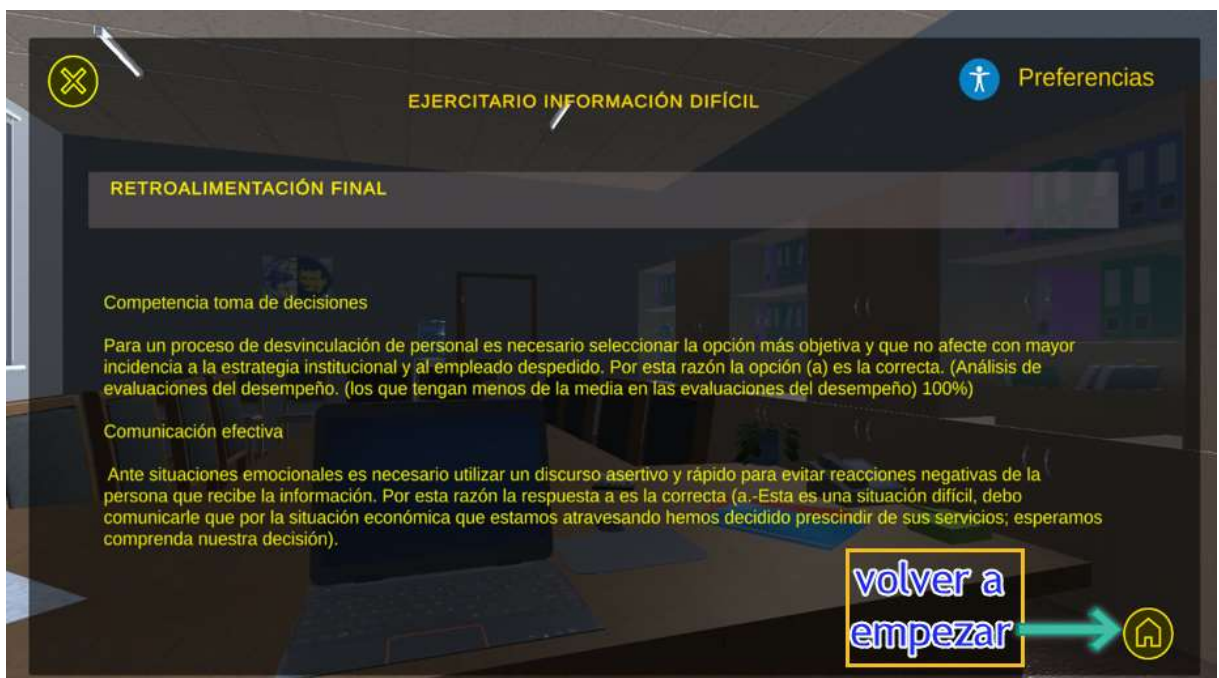 Preferencias
EJERCITARIO INFORMACIÓN DIFÍCIL
RETROALIMENTACIÓN FINAL
Competencia toma de decisiones
Para un proceso de desvinculación de personal es necesario seleccionar la opción más objetiva y que no afecte con mayor
incidencia a la estrategia institucional y al empleado despedido. Por esta razón la opción (a) es la correcta. (Análisis de
evaluaciones del desempeño. (los que tengan menos de la media en las evaluaciones del desempeño) 100%)
Comunicación efectiva
Ante situaciones emocionales es necesario utilizar un discurso asertivo y rápido para evitar reacciones negativas de la
persona que recibe la información. Por esta razón la respuesta a es la correcta (a.-Esta es una situación difícil, debo
comunicarle que por la situación económica que estamos atravesando hemos decidido prescindir de sus servicios; esperamos
comprenda nuestra decisión).
volver a
empezar